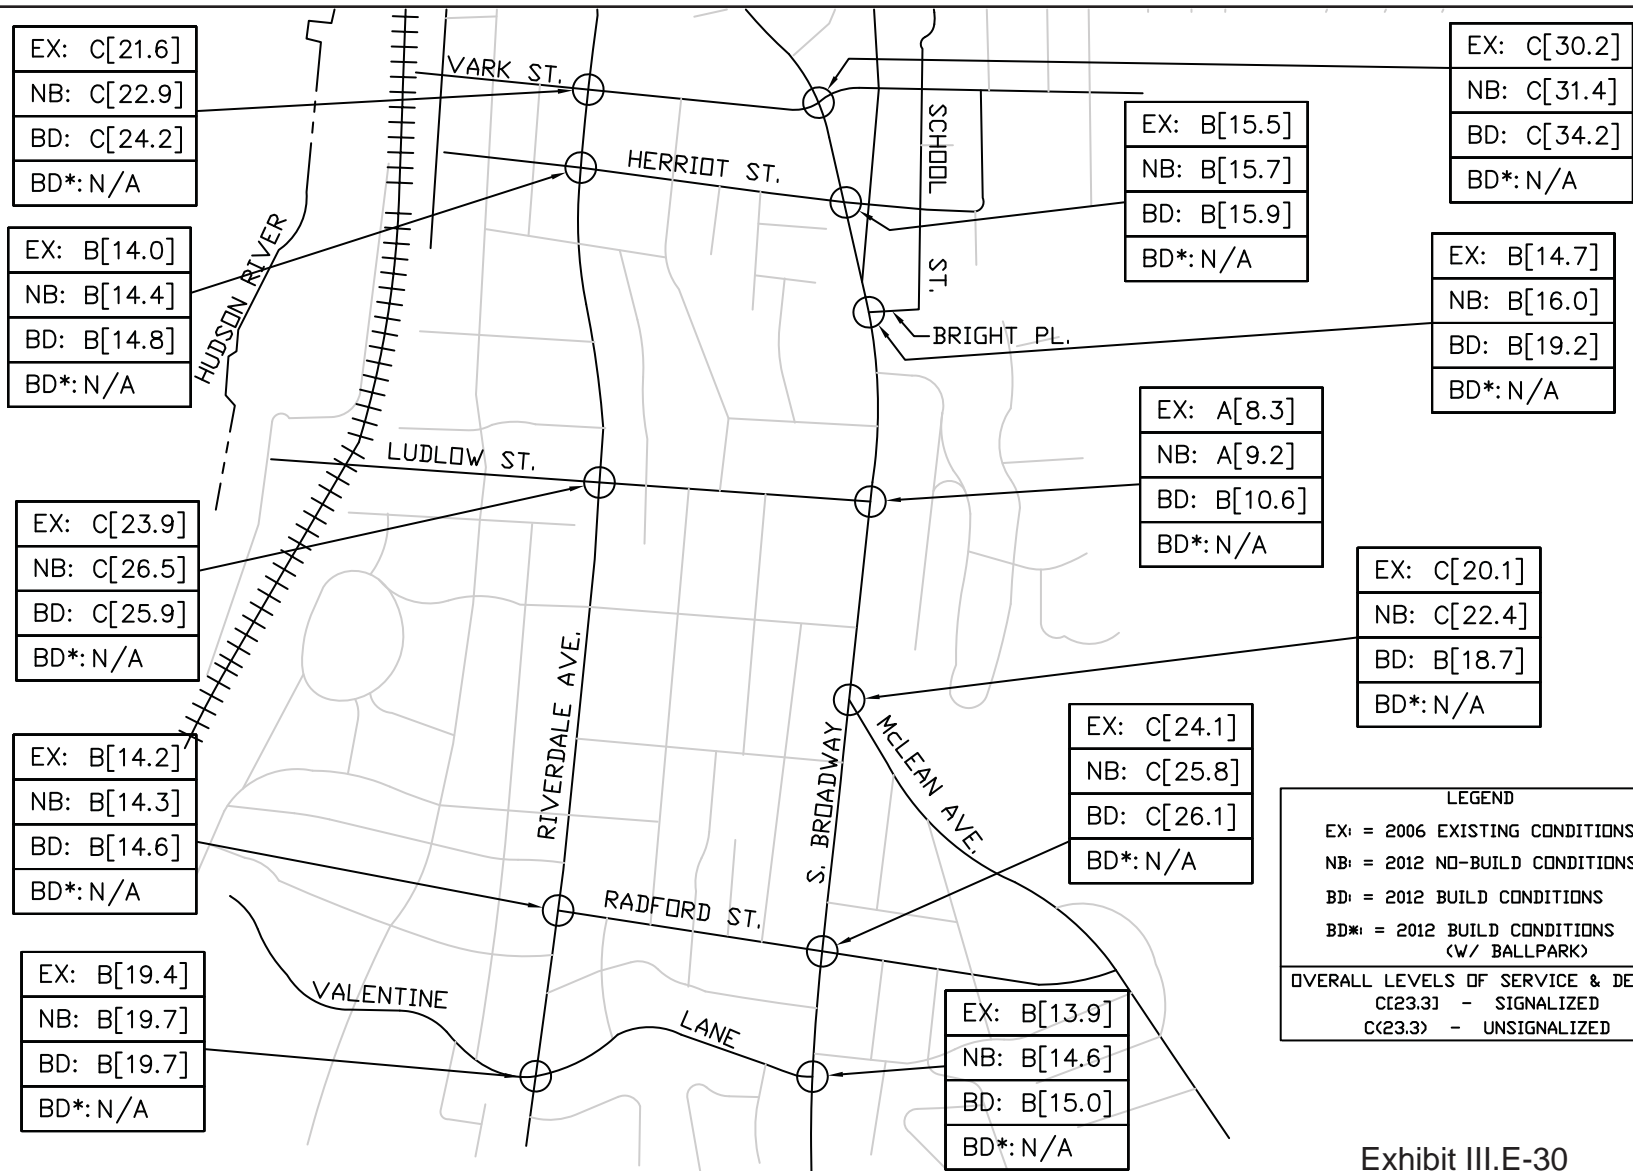 EX: C[21.6]
NB: C[22.9]
BD: C[24.2]
BD*: N/A
VARK ST.
EX: C[30.2]
NB: C[31.4]
BD: C[34.2]
BD*: N/A
SCHOOL
ST.
EX: B[15.5]
NB: B[15.7]
BD: B[15.9]
BD*: N/A
HERRIOT ST.
HUDSON RIVER
EX: B[14.0]
NB: B[14.4]
BD: B[14.8]
BD*: N/A
EX: B[14.7]
NB: B[16.0]
BD: B[19.2]
BD*: N/A
BRIGHT PL.
EX: A[8.3]
NB: A[9.2]
BD: B[10.6]
BD*: N/A
LUDLOW ST.
EX: C[23.9]
NB: C[26.5]
BD: C[25.9]
BD*: N/A
EX: C[20.1]
NB: C[22.4]
BD: B[18.7]
BD*: N/A
RIVERDALE AVE.
S. BROADWAY
McLEAN AVE.
EX: C[24.1]
NB: C[25.8]
BD: C[26.1]
BD*: N/A
EX: B[14.2]
NB: B[14.3]
BD: B[14.6]
BD*: N/A
RADFORD ST.
EX: B[19.4]
NB: B[19.7]
BD: B[19.7]
BD*: N/A
VALENTINE
LANE
EX: B[13.9]
NB: B[14.6]
BD: B[15.0]
BD*: N/A
LEGEND
EX: = 2006 EXISTING CONDITIONS
NB: = 2012 NO-BUILD CONDITIONS
BD: = 2012 BUILD CONDITIONS
BD*: = 2012 BUILD CONDITIONS
(W/ BALLPARK)
OVERALL LEVELS OF SERVICE & DE
C[23.3] - SIGNALIZED
C(23.3) - UNSIGNALIZED
Exhibit III.E-30